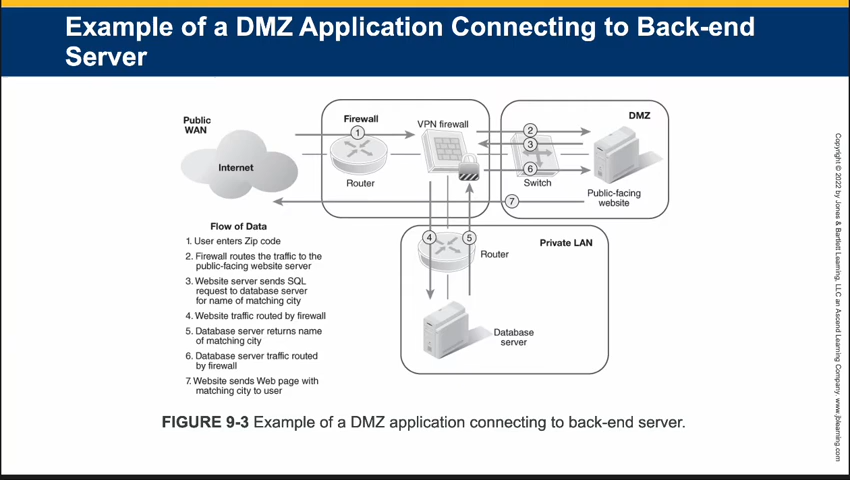 Example of a DMZ Application Connecting to Back-end
Server
Public
WAN
Internet
Firewall
1
Router
VPN firewall
2
3
6
Switch
DMZ
Public-facing
website
7
4
5
Router
Private LAN
Database
server
Flow of Data
1. User enters Zip code
2. Firewall routes the traffic to the
public-facing website server
3. Website server sends SQL
request to database server
for name of matching city
4. Website traffic routed by firewall
5. Database server returns name
of matching city
6. Database server traffic routed
by firewall
7. Website sends Web page with
matching city to user
FIGURE 9-3 Example of a DMZ application connecting to back-end server.
Copyright © 2022 by Jones & Bartlett Learning, LLC an Ascend Learning Company. www.jblearning.com